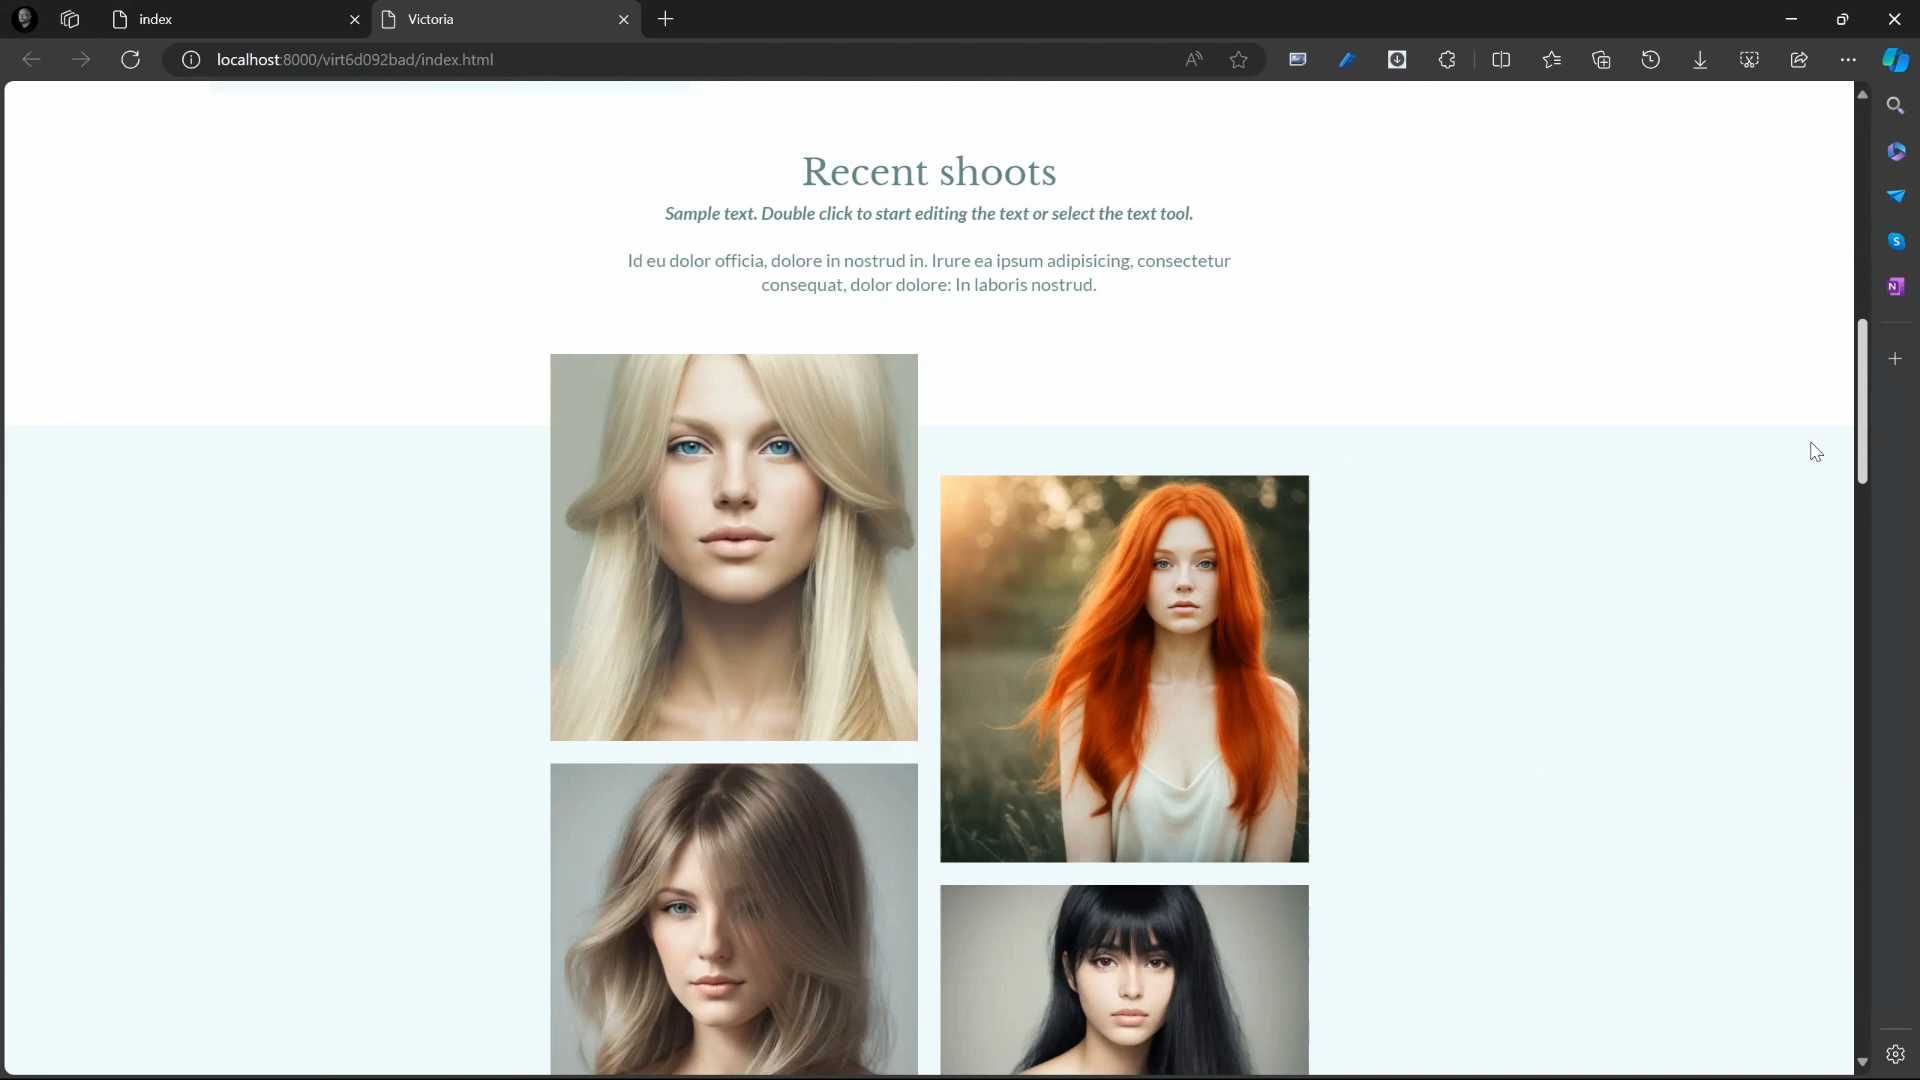 index
Victoria
localhost:8000/virt6d092bad/index.html
Recent shoots
Sample text. Double click to start editing the text or select the text tool.
Id eu dolor officia, dolore in nostrud in. Irure ea ipsum adipisicing, consectetur
consequat, dolor dolore: In laboris nostrud.